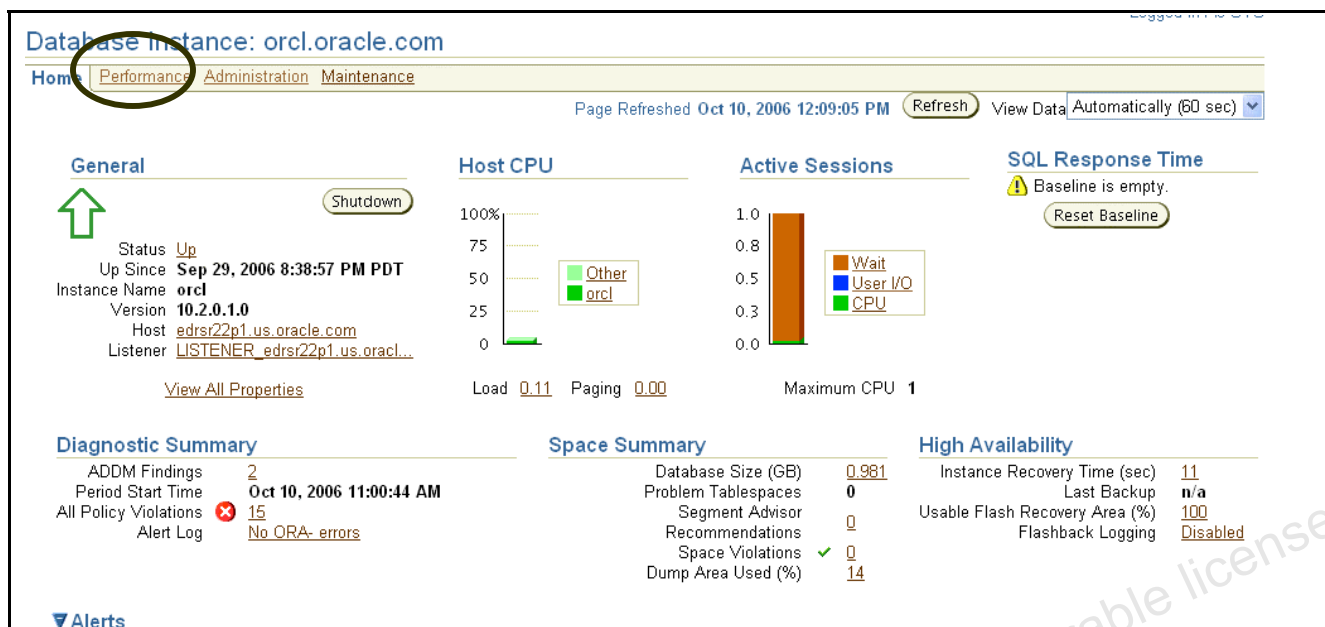 Database Instance: orcl.oracle.com
Home Performance Administration Maintenance
Page Refreshed Oct 10, 2006 12:09:05 PM Refresh View Data Automatically (60 sec)
General
Shutdown
Status Up
Up Since Sep 29, 2006 8:38:57 PM PDT
Instance Name orcl
Version 10.2.0.1.0
Host edrsr22p1.us.oracle.com
Listener LISTENER_edrsr22p1.us.oracl...
View All Properties
Host CPU
100%
75
50
25
0
Other
orcl
Load 0.11 Paging 0.00
Active Sessions
1.0
0.8
0.5
0.3
0.0
Wait
User I/O
CPU
Maximum CPU 1
SQL Response Time
Baseline is empty.
Reset Baseline
Diagnostic Summary
ADDM Findings 2
Period Start Time Oct 10, 2006 11:00:44 AM
All Policy Violations 15
Alert Log No ORA- errors
Space Summary
Database Size (GB) 0.981
Problem Tablespaces 0
Segment Advisor
Recommendations 0
Space Violations 0
Dump Area Used (%) 14
High Availability
Instance Recovery Time (sec) 11
Last Backup n/a
Usable Flash Recovery Area (%) 100
Flashback Logging Disabled
Alerts